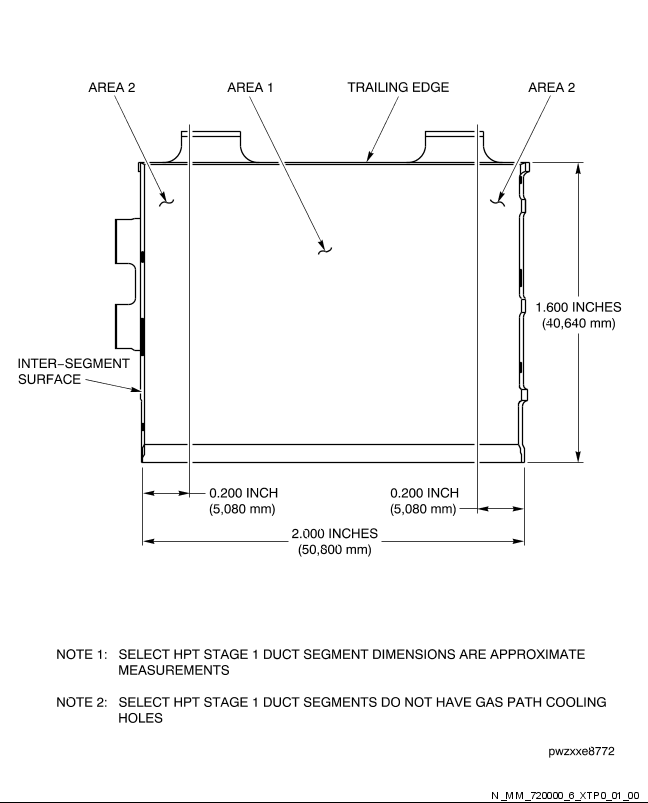 AREA 2
AREA 1
TRAILING EDGE
AREA 2
1.600 INCHES
(40,640 mm)
INTER-SEGMENT
SURFACE
0.200 INCH
(5,080 mm)
0.200 INCH
(5,080 mm)
2.000 INCHES
(50,800 mm)
NOTE 1: SELECT HPT STAGE 1 DUCT SEGMENT DIMENSIONS ARE APPROXIMATE
MEASUREMENTS
NOTE 2: SELECT HPT STAGE 1 DUCT SEGMENTS DO NOT HAVE GAS PATH COOLING
HOLES
pwzxxe8772
N_MM_720000_6_XTP0_01_00